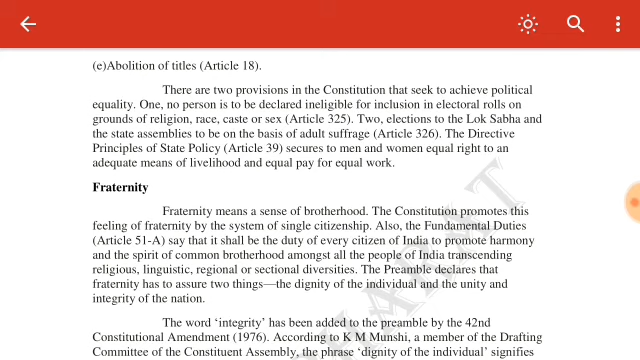 (e)Abolition of titles (Article 18).
There are two provisions in the Constitution that seek to achieve political
equality. One, no person is to be declared ineligible for inclusion in electoral rolls on
grounds of religion, race, caste or sex (Article 325). Two, elections to the Lok Sabha and
the state assemblies to be on the basis of adult suffrage (Article 326). The Directive
Principles of State Policy (Article 39) secures to men and women equal right to an
adequate means of livelihood and equal pay for equal work.
Fraternity
Fraternity means a sense of brotherhood. The Constitution promotes this
feeling of fraternity by the system of single citizenship. Also, the Fundamental Duties
(Article 51-A) say that it shall be the duty of every citizen of India to promote harmony
and the spirit of common brotherhood amongst all the people of India transcending
religious, linguistic, regional or sectional diversities. The Preamble declares that
fraternity has to assure two things—the dignity of the individual and the unity and
integrity of the nation.
The word ‘integrity’ has been added to the preamble by the 42nd
Constitutional Amendment (1976). According to K M Munshi, a member of the Drafting
Committee of the Constituent Assembly, the phrase ‘dignity of the individual’ signifies
HARAT